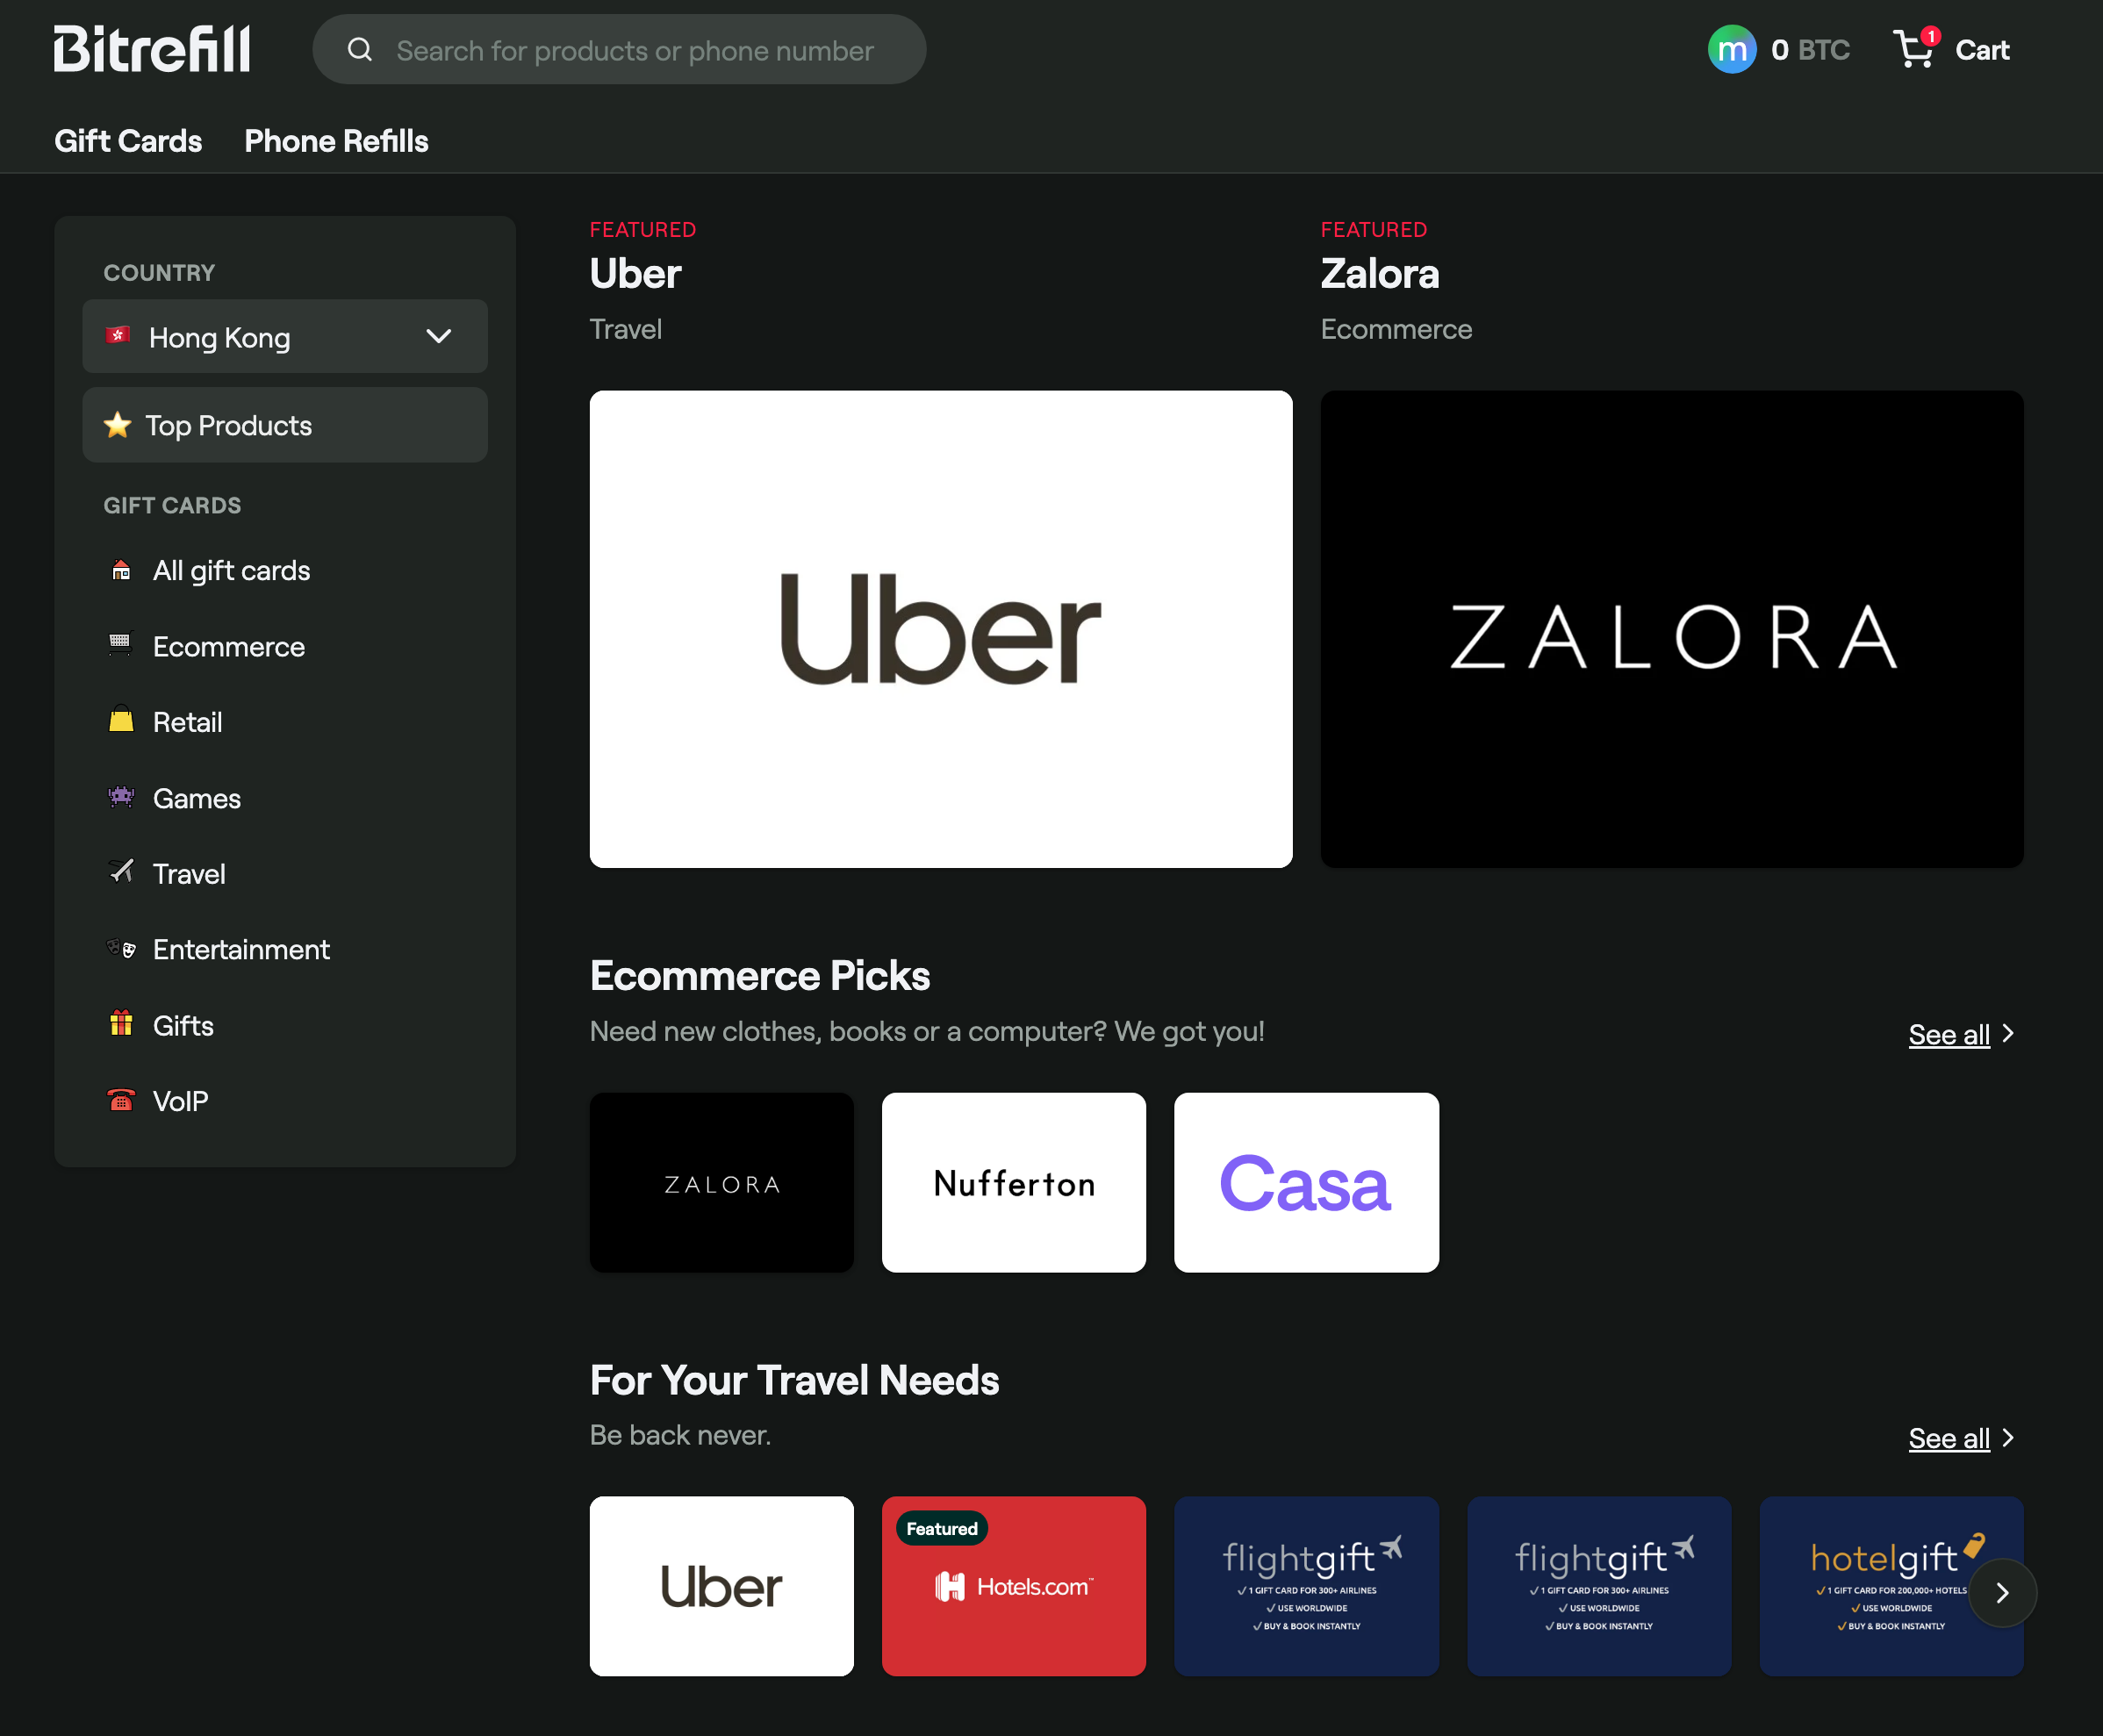 Bitrefill
Search for products or phone number
m
0 BTC
1
Cart
Gift Cards
Phone Refills
COUNTRY
Hong Kong
Top Products
GIFT CARDS
All gift cards
Ecommerce
Retail
Games
Travel
Entertainment
Gifts
VoIP
FEATURED
Uber
Travel
Uber
FEATURED
Zalora
Ecommerce
ZALORA
Ecommerce Picks
Need new clothes, books or a computer? We got you!
See all
ZALORA
Nufferton
Casa
For Your Travel Needs
Be back never.
See all
Uber
Featured
Hotels.com™
flightgift
✓ 1 GIFT CARD FOR 300+ AIRLINES
✓ USE WORLDWIDE
✓ BUY & BOOK INSTANTLY
flightgift
✓ 1 GIFT CARD FOR 300+ AIRLINES
✓ USE WORLDWIDE
✓ BUY & BOOK INSTANTLY
hotelgift
✓ 1 GIFT CARD FOR 200,000+ HOTELS
✓ USE WORLDWIDE
✓ BUY & BOOK INSTANTLY